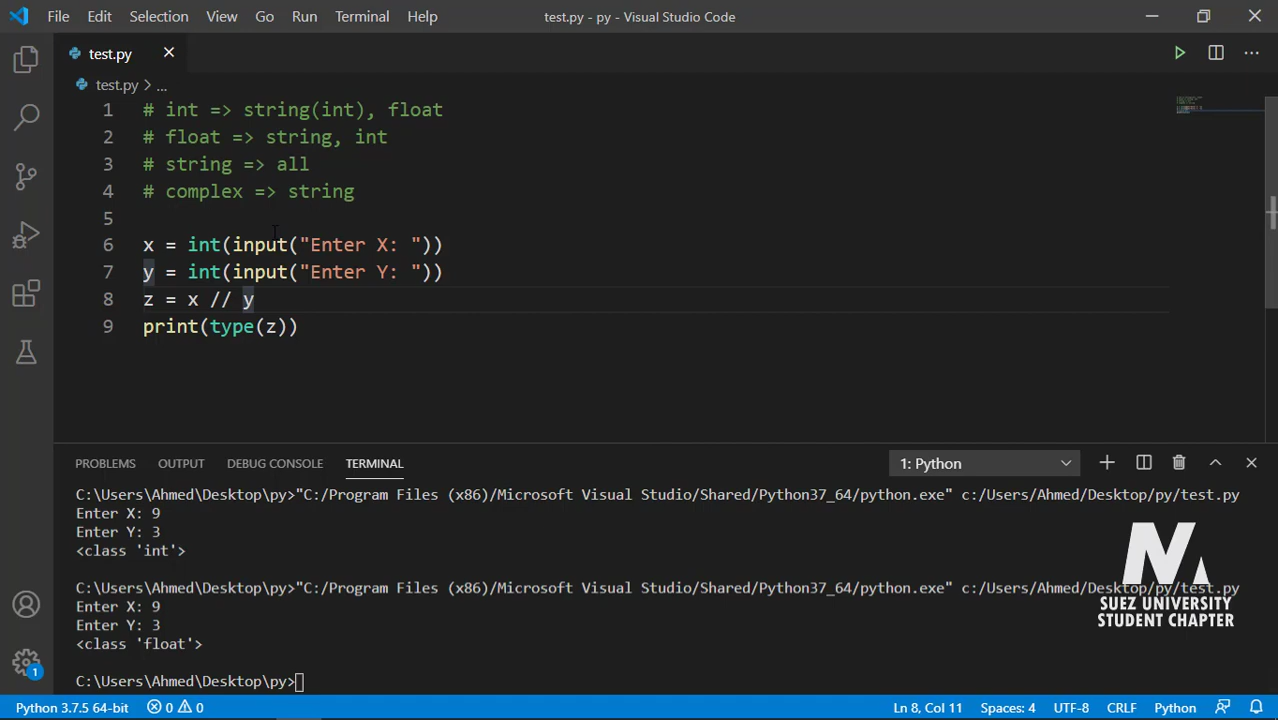 File Edit Selection View Go Run Terminal Help test.py - py - Visual Studio Code
test.py
test.py > ...
1 # int => string(int), float
2 # float => string, int
3 # string => all
4 # complex => string
5
6 x = int(input("Enter X: "))
7 y = int(input("Enter Y: "))
8 z = x // y
9 print(type(z))
PROBLEMS OUTPUT DEBUG CONSOLE TERMINAL 1: Python
C:\Users\Ahmed\Desktop\py>"C:/Program Files (x86)/Microsoft Visual Studio/Shared/Python37_64/python.exe" c:/Users/Ahmed/Desktop/py/test.py
Enter X: 9
Enter Y: 3
<class 'int'>
C:\Users\Ahmed\Desktop\py>"C:/Program Files (x86)/Microsoft Visual Studio/Shared/Python37_64/python.exe" c:/Users/Ahmed/Desktop/py/test.py
Enter X: 9
Enter Y: 3
<class 'float'>
C:\Users\Ahmed\Desktop\py>
SUEZ UNIVERSITY
STUDENT CHAPTER
1
Python 3.7.5 64-bit 0 0 Ln 8, Col 11 Spaces: 4 UTF-8 CRLF Python